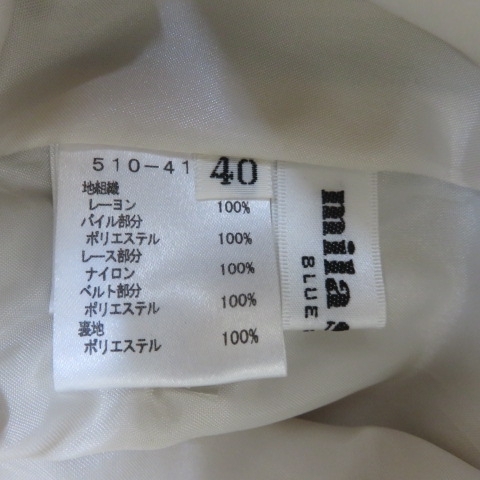 510-41
40
地組織
レーヨン 100%
パイル部分
ポリエステル 100%
レース部分
ナイロン 100%
ベルト部分
ポリエステル 100%
裏地
ポリエステル 100%
mila
BLUE